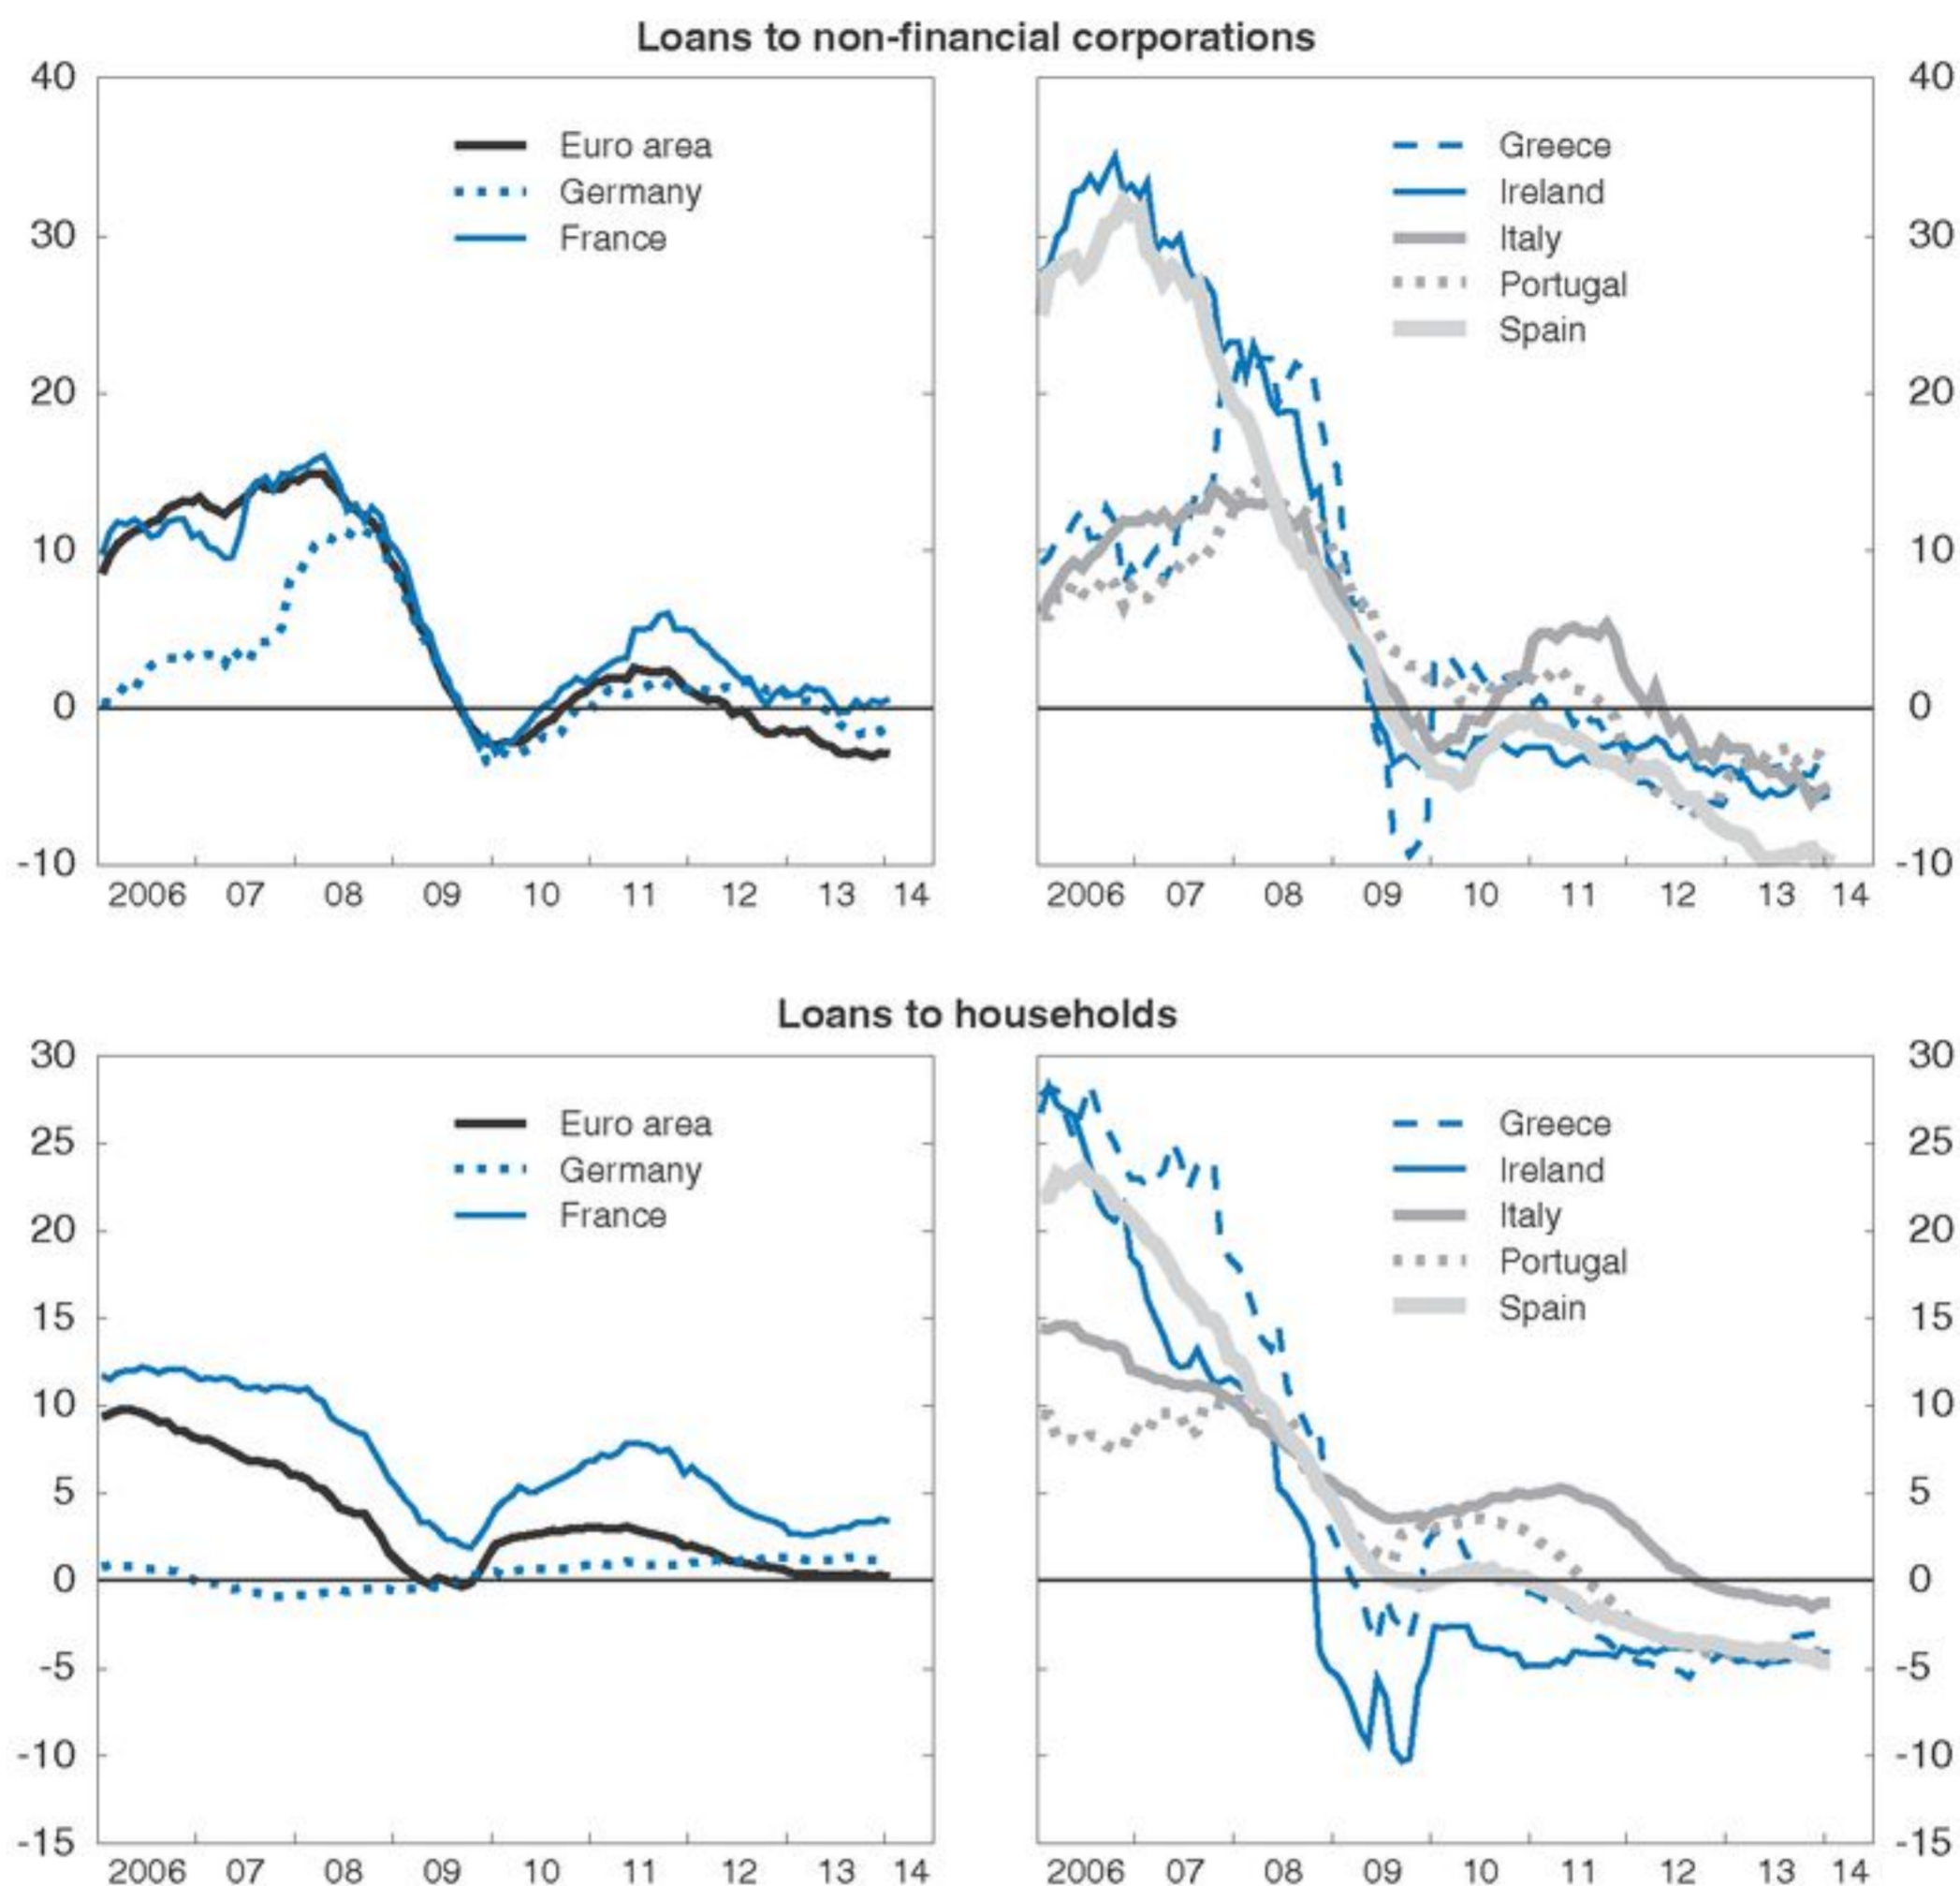 Loans to non-financial corporations
40
30
20
10
0
-10
Euro area
Germany
France
2006 07 08 09 10 11 12 13 14
Greece
Ireland
Italy
Portugal
Spain
40
30
20
10
0
-10
2006 07 08 09 10 11 12 13 14
Loans to households
30
25
20
15
10
5
0
-5
-10
-15
Euro area
Germany
France
2006 07 08 09 10 11 12 13 14
Greece
Ireland
Italy
Portugal
Spain
30
25
20
15
10
5
0
-5
-10
-15
2006 07 08 09 10 11 12 13 14